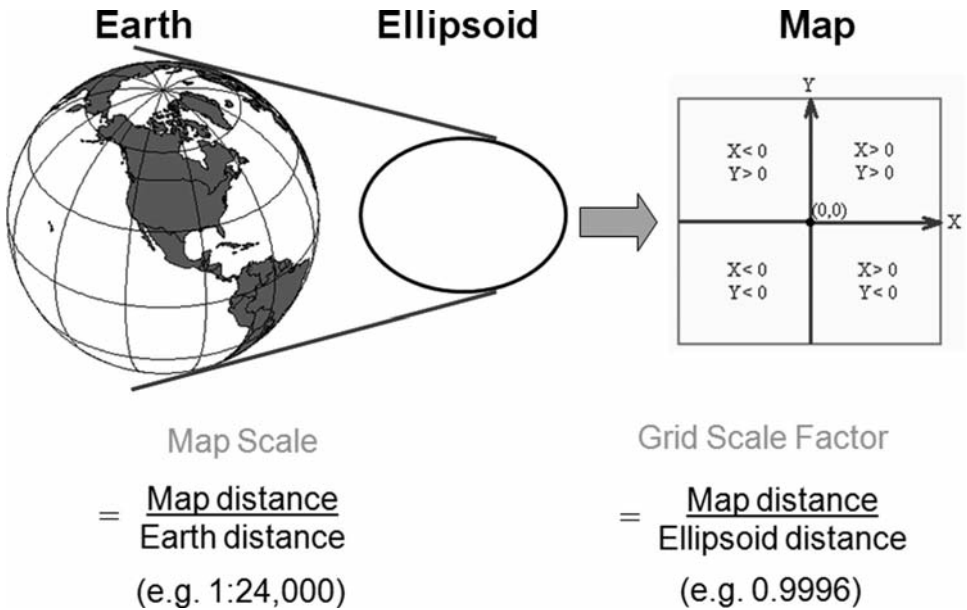 Earth
Ellipsoid
Map
Y
X< 0
Y> 0
X> 0
Y> 0
(0,0)
X
X< 0
Y< 0
X> 0
Y< 0
Map Scale
= Map distance
Earth distance
(e.g. 1:24,000)
Grid Scale Factor
= Map distance
Ellipsoid distance
(e.g. 0.9996)